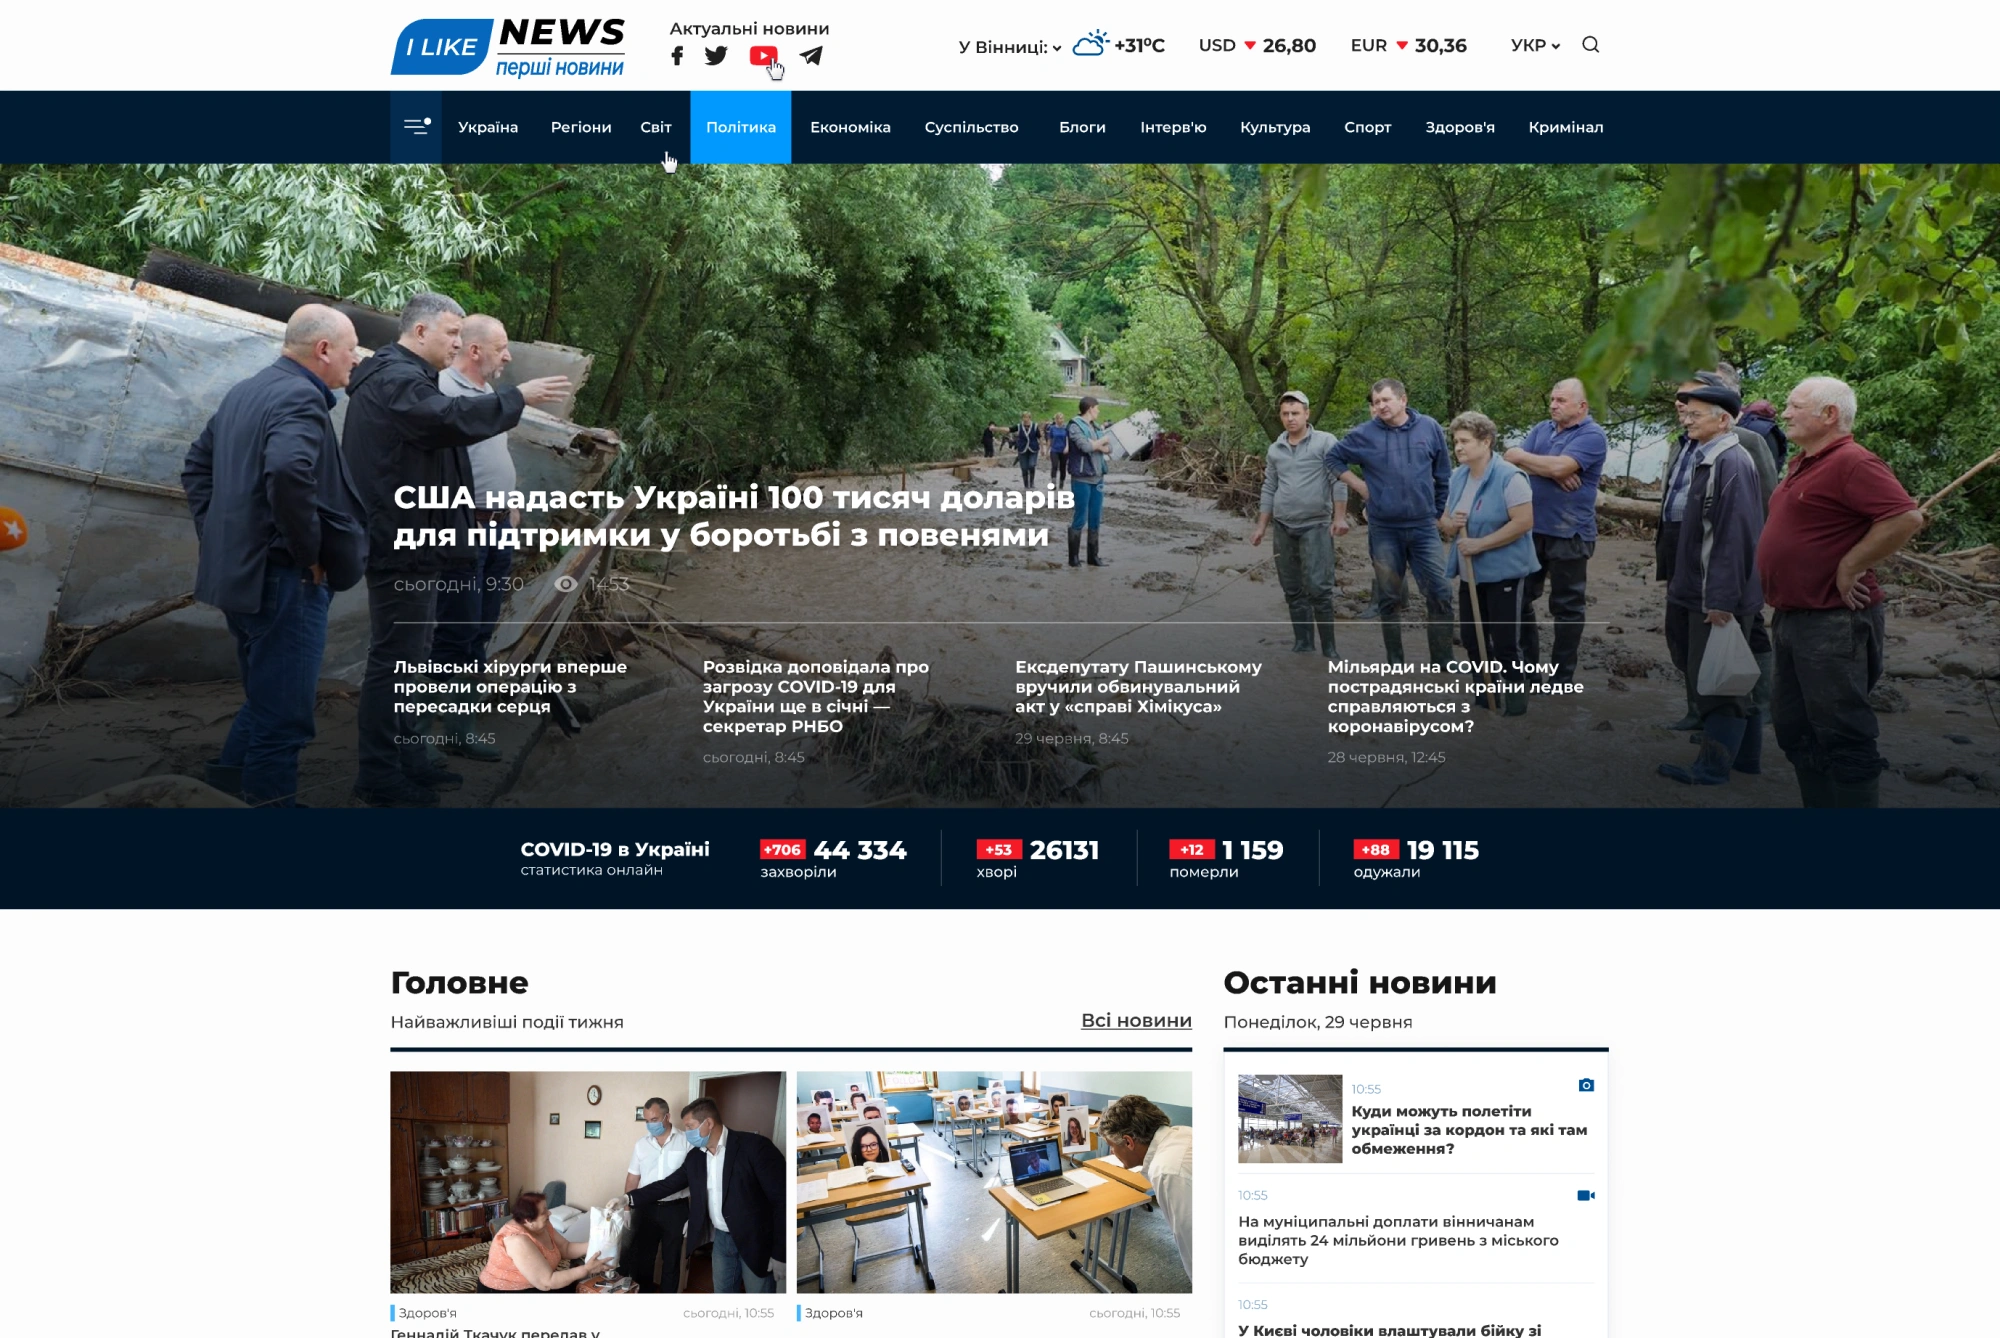 I LIKE NEWS
перші новини
Актуальні новини
У Вінниці: +31ºC
USD 26,80
EUR 30,36
УКР
Україна
Регіони
Світ
Політика
Економіка
Суспільство
Блоги
Інтерв'ю
Культура
Спорт
Здоров'я
Кримінал
США надасть Україні 100 тисяч доларів
для підтримки у боротьбі з повенями
сьогодні, 9:30 1453
Львівські хірурги вперше
провели операцію з
пересадки серця
сьогодні, 8:45
Розвідка доповідала про
загрозу COVID-19 для
України ще в січні —
секретар РНБО
сьогодні, 8:45
Ексдепутату Пашинському
вручили обвинувальний
акт у «справі Хімікуса»
29 червня, 8:45
Мільярди на COVID. Чому
пострадянські країни ледве
справляються з
коронавірусом?
28 червня, 12:45
COVID-19 в Україні
статистика онлайн
+706 44 334
захворіли
+53 26131
хворі
+12 1 159
померли
+88 19 115
одужали
Головне
Найважливіші події тижня
Всі новини
Здоров'я
сьогодні, 10:55
Геннадій Ткачук передав у
Здоров'я
сьогодні, 10:55
Останні новини
Понеділок, 29 червня
10:55
Куди можуть полетіти
українці за кордон та які там
обмеження?
10:55
На муніципальні доплати вінничанам
виділять 24 мільйони гривень з міського
бюджету
10:55
У Києві чоловіки влаштували бійку зі